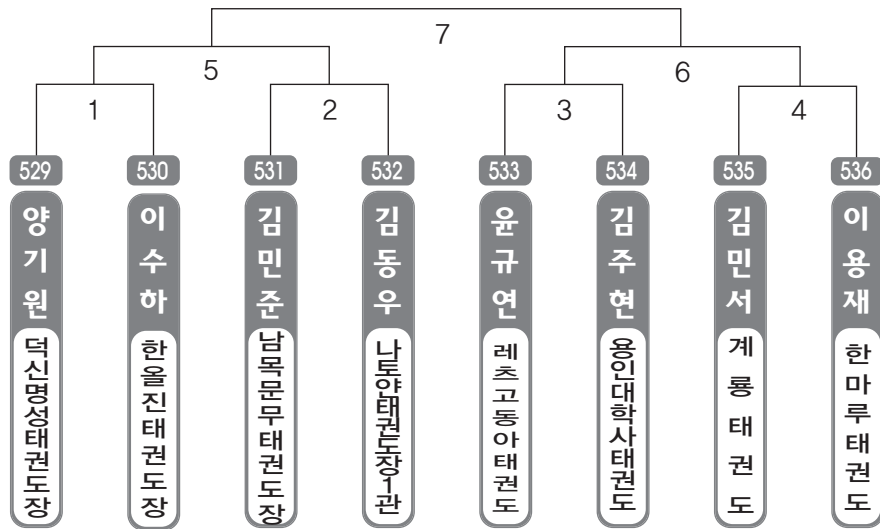 7
5
6
1
2
3
4
529
530
531
532
533
534
535
536
양기원
이수하
김민준
김동우
윤규연
김주현
김민서
이용재
덕신명성태권도장
한올진태권도장
남목문무태권도장
나토얀태권도장1관
레츠고동아태권도
용인대학사태권도
계룡태권도
한마루태권도